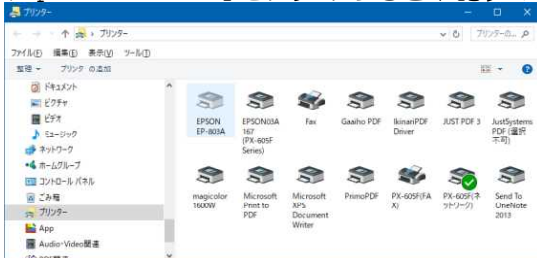 プリンター
プリンター
プリンターの...
ファイル(F) 編集(E) 表示(V) ツール(T)
整理 プリンタ の追加
ドキュメント
ピクチャ
ビデオ
ミュージック
ネットワーク
ホームグループ
コントロール パネル
ごみ箱
プリンター
App
Audio･Video関連
EPSON
EP-803A
EPSON03A
167
(PX-605F
Series)
Fax
Gaaiho PDF
IkinariPDF
Driver
JUST PDF 3
JustSystems
PDF (選択
不可)
magicolor
1600W
Microsoft
Print to
PDF
Microsoft
XPS
Document
Writer
PrimoPDF
PX-605F(FA
X)
PX-605F(ネ
ットワーク)
Send To
OneNote
2013